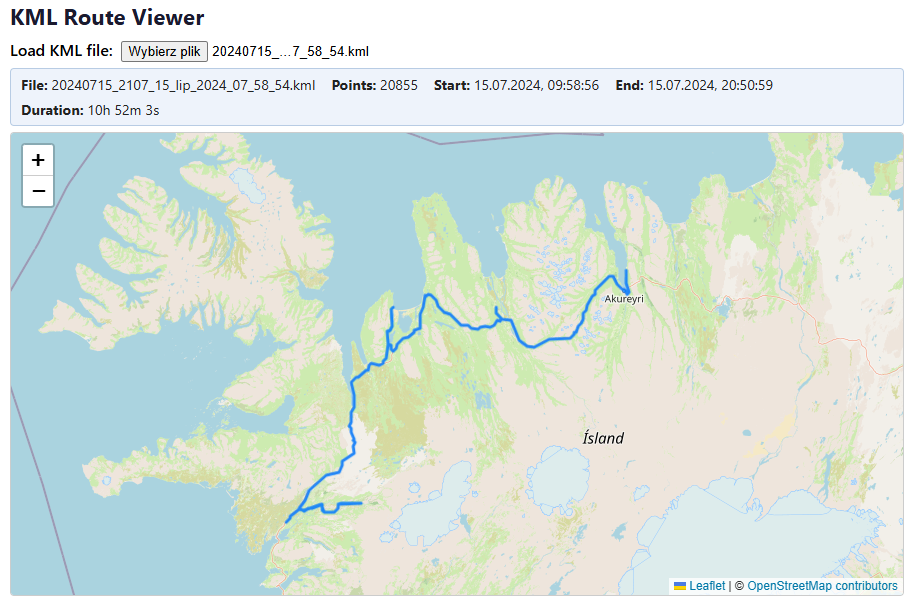 KML Route Viewer
Load KML file: Wybierz plik 20240715_...7_58_54.kml
File: 20240715_2107_15_lip_2024_07_58_54.kml Points: 20855 Start: 15.07.2024, 09:58:56 End: 15.07.2024, 20:50:59
Duration: 10h 52m 3s
+
−
Akureyri
Ísland
Leaflet | © OpenStreetMap contributors